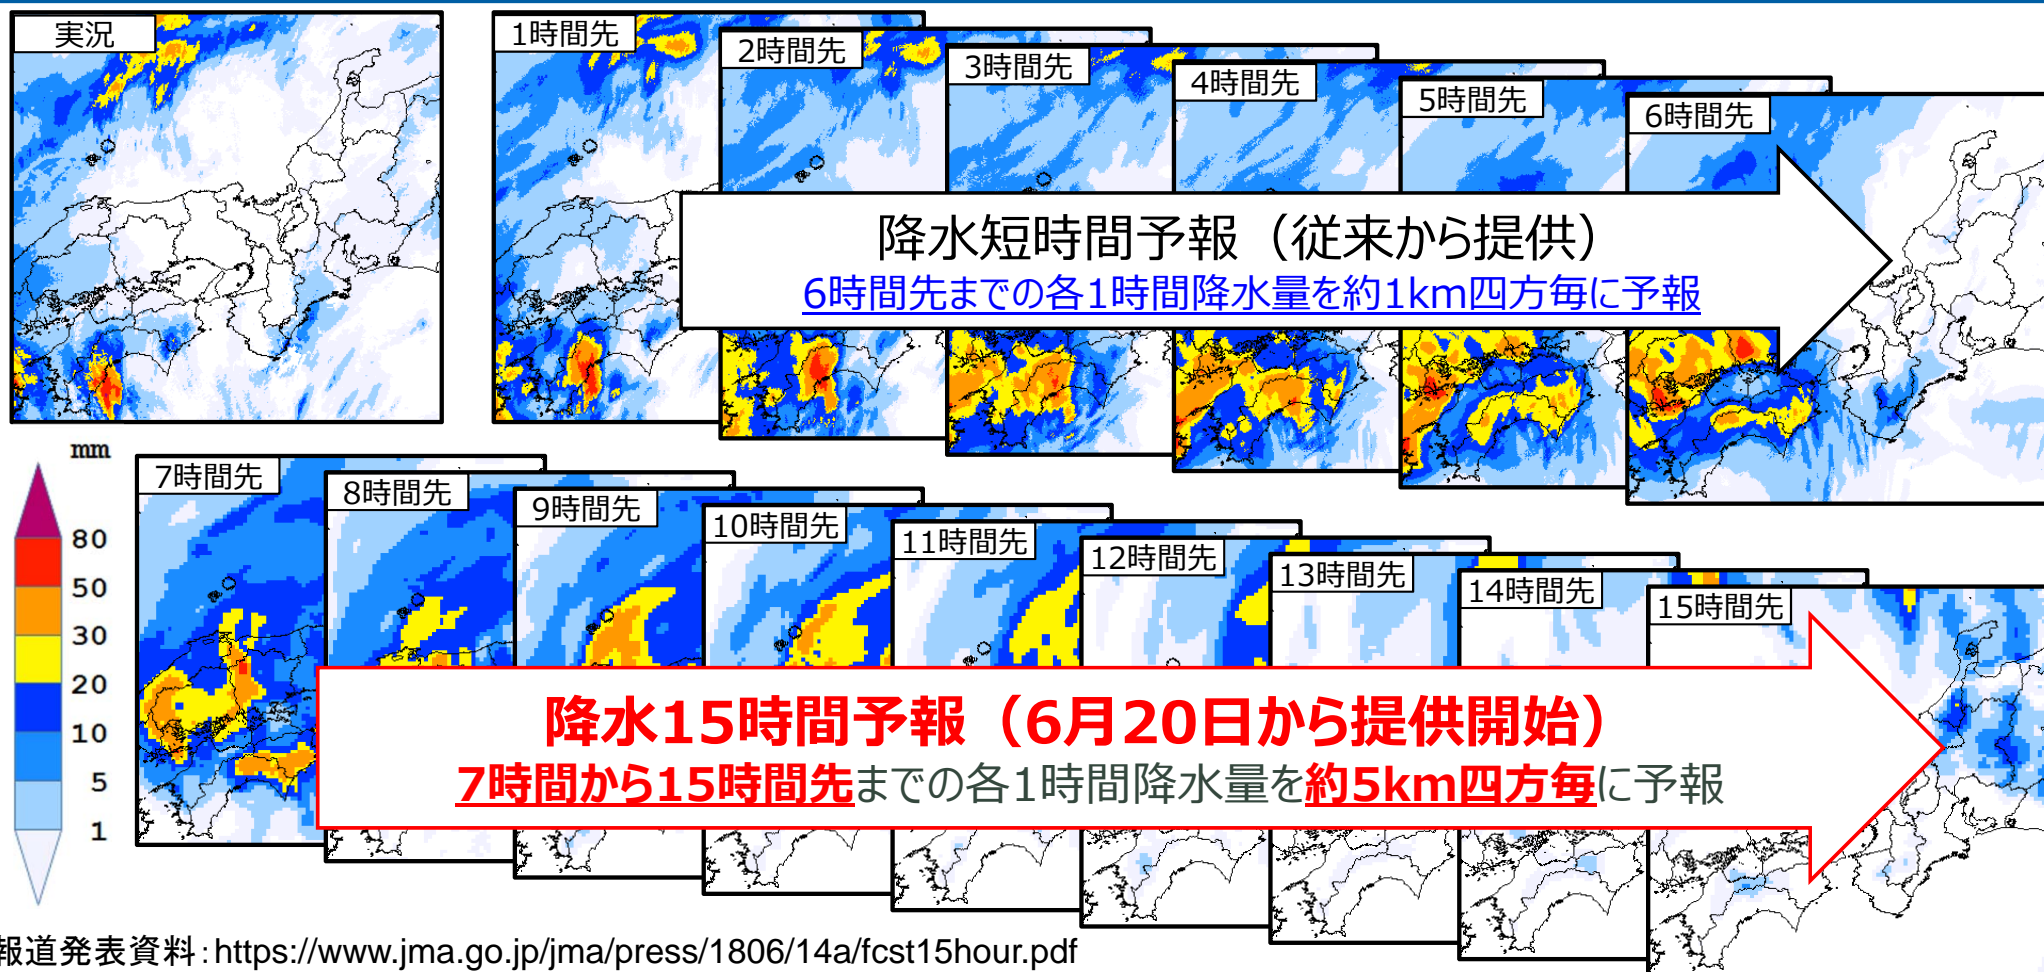 実況
1時間先
2時間先
3時間先
4時間先
5時間先
6時間先
降水短時間予報（従来から提供）
6時間先までの各1時間降水量を約1km四方毎に予報
mm
80
50
30
20
10
5
1
7時間先
8時間先
9時間先
10時間先
11時間先
12時間先
13時間先
14時間先
15時間先
降水15時間予報（6月20日から提供開始）
7時間から15時間先までの各1時間降水量を約5km四方毎に予報
報道発表資料：https://www.jma.go.jp/jma/press/1806/14a/fcst15hour.pdf